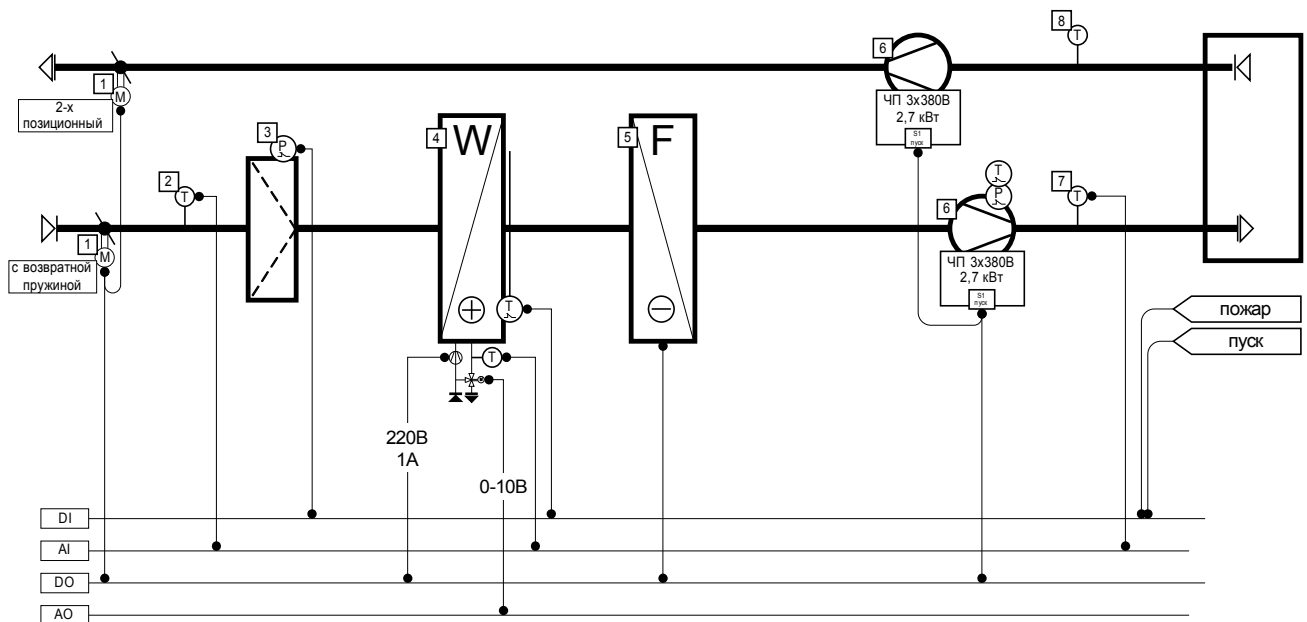 8
T
6
1
М
2-х
позиционный
ЧП 3х380В
2,7 кВт
S1
пуск
3
P
4
W
5
F
2
T
T
P
7
T
6
1
М
с возвратной
пружиной
ЧП 3х380В
2,7 кВт
S1
пуск
T
пожар
пуск
T
220В
1А
0-10В
DI
AI
DO
AO